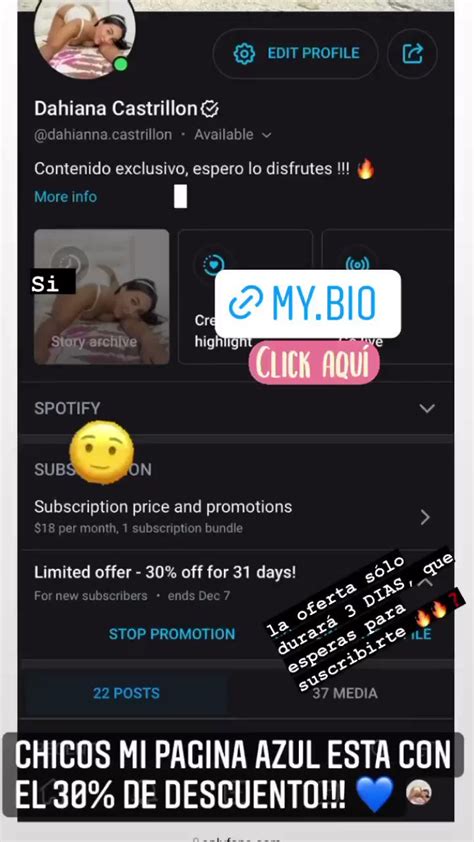 EDIT PROFILE
Dahiana Castrillon
@dahianna.castrillon • Available
Contenido exclusivo, espero lo disfrutes !!! 🔥
More info
Si
Story archive
highlight
MY.BIO
CLICK AQUÍ
SPOTIFY
Subscription price and promotions
$18 per month, 1 subscription bundle
Limited offer - 30% off for 31 days!
For new subscribers • ends Dec 7
la oferta sólo
durará 3 DIAS, que
esperas para
suscribirte 🔥🔥❓
STOP PROMOTION
22 POSTS
37 MEDIA
CHICOS MI PAGINA AZUL ESTA CON
EL 30% DE DESCUENTO!!! 💙